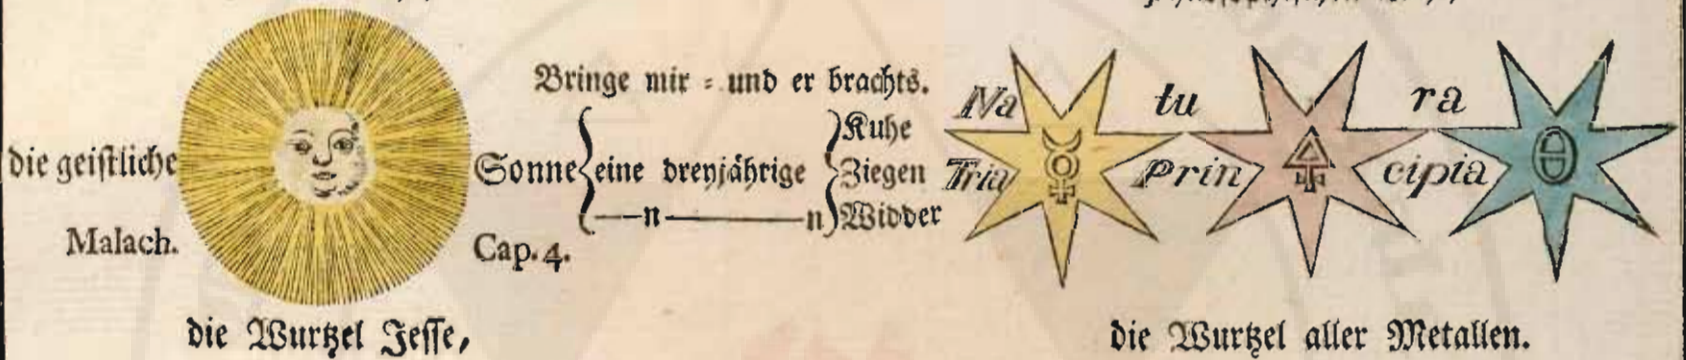 Bringe mir = und er brachts.
die geistliche Sonne eine dreyjährige Kuhe
Ziegen
n n Widder
Malach. Cap. 4.
die Wurtzel Jesse,
Na tu ra
Tria Prin cipia
die Wurtzel aller Metallen.